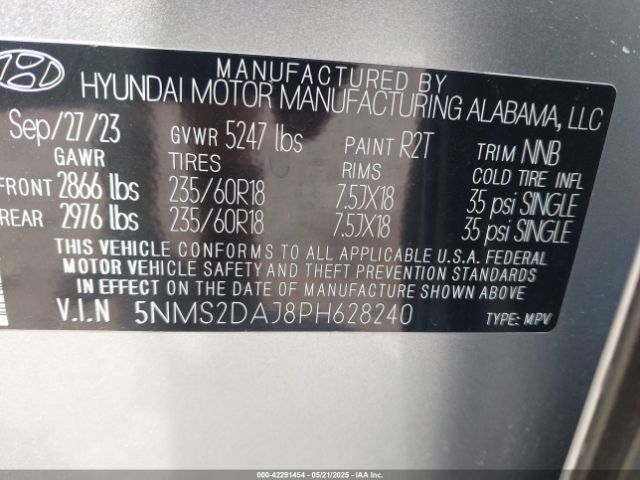 MANUFACTURED BY
HYUNDAI MOTOR MANUFACTURING ALABAMA, LLC
Sep/27/23 GVWR 5247 lbs PAINT R2T TRIM NNB
GAWR TIRES RIMS COLD TIRE INFL
FRONT 2866 lbs 235/60R18 7.5JX18 35 psi SINGLE
REAR 2976 lbs 235/60R18 7.5JX18 35 psi SINGLE
THIS VEHICLE CONFORMS TO ALL APPLICABLE U.S.A. FEDERAL
MOTOR VEHICLE SAFETY AND THEFT PREVENTION STANDARDS
IN EFFECT ON THE DATE OF MANUFACTURE SHOWN ABOVE.
V.I.N 5NMS2DAJ8PH628240 TYPE: MPV
000-42291454 - 05/21/2025 - IAAI.COM